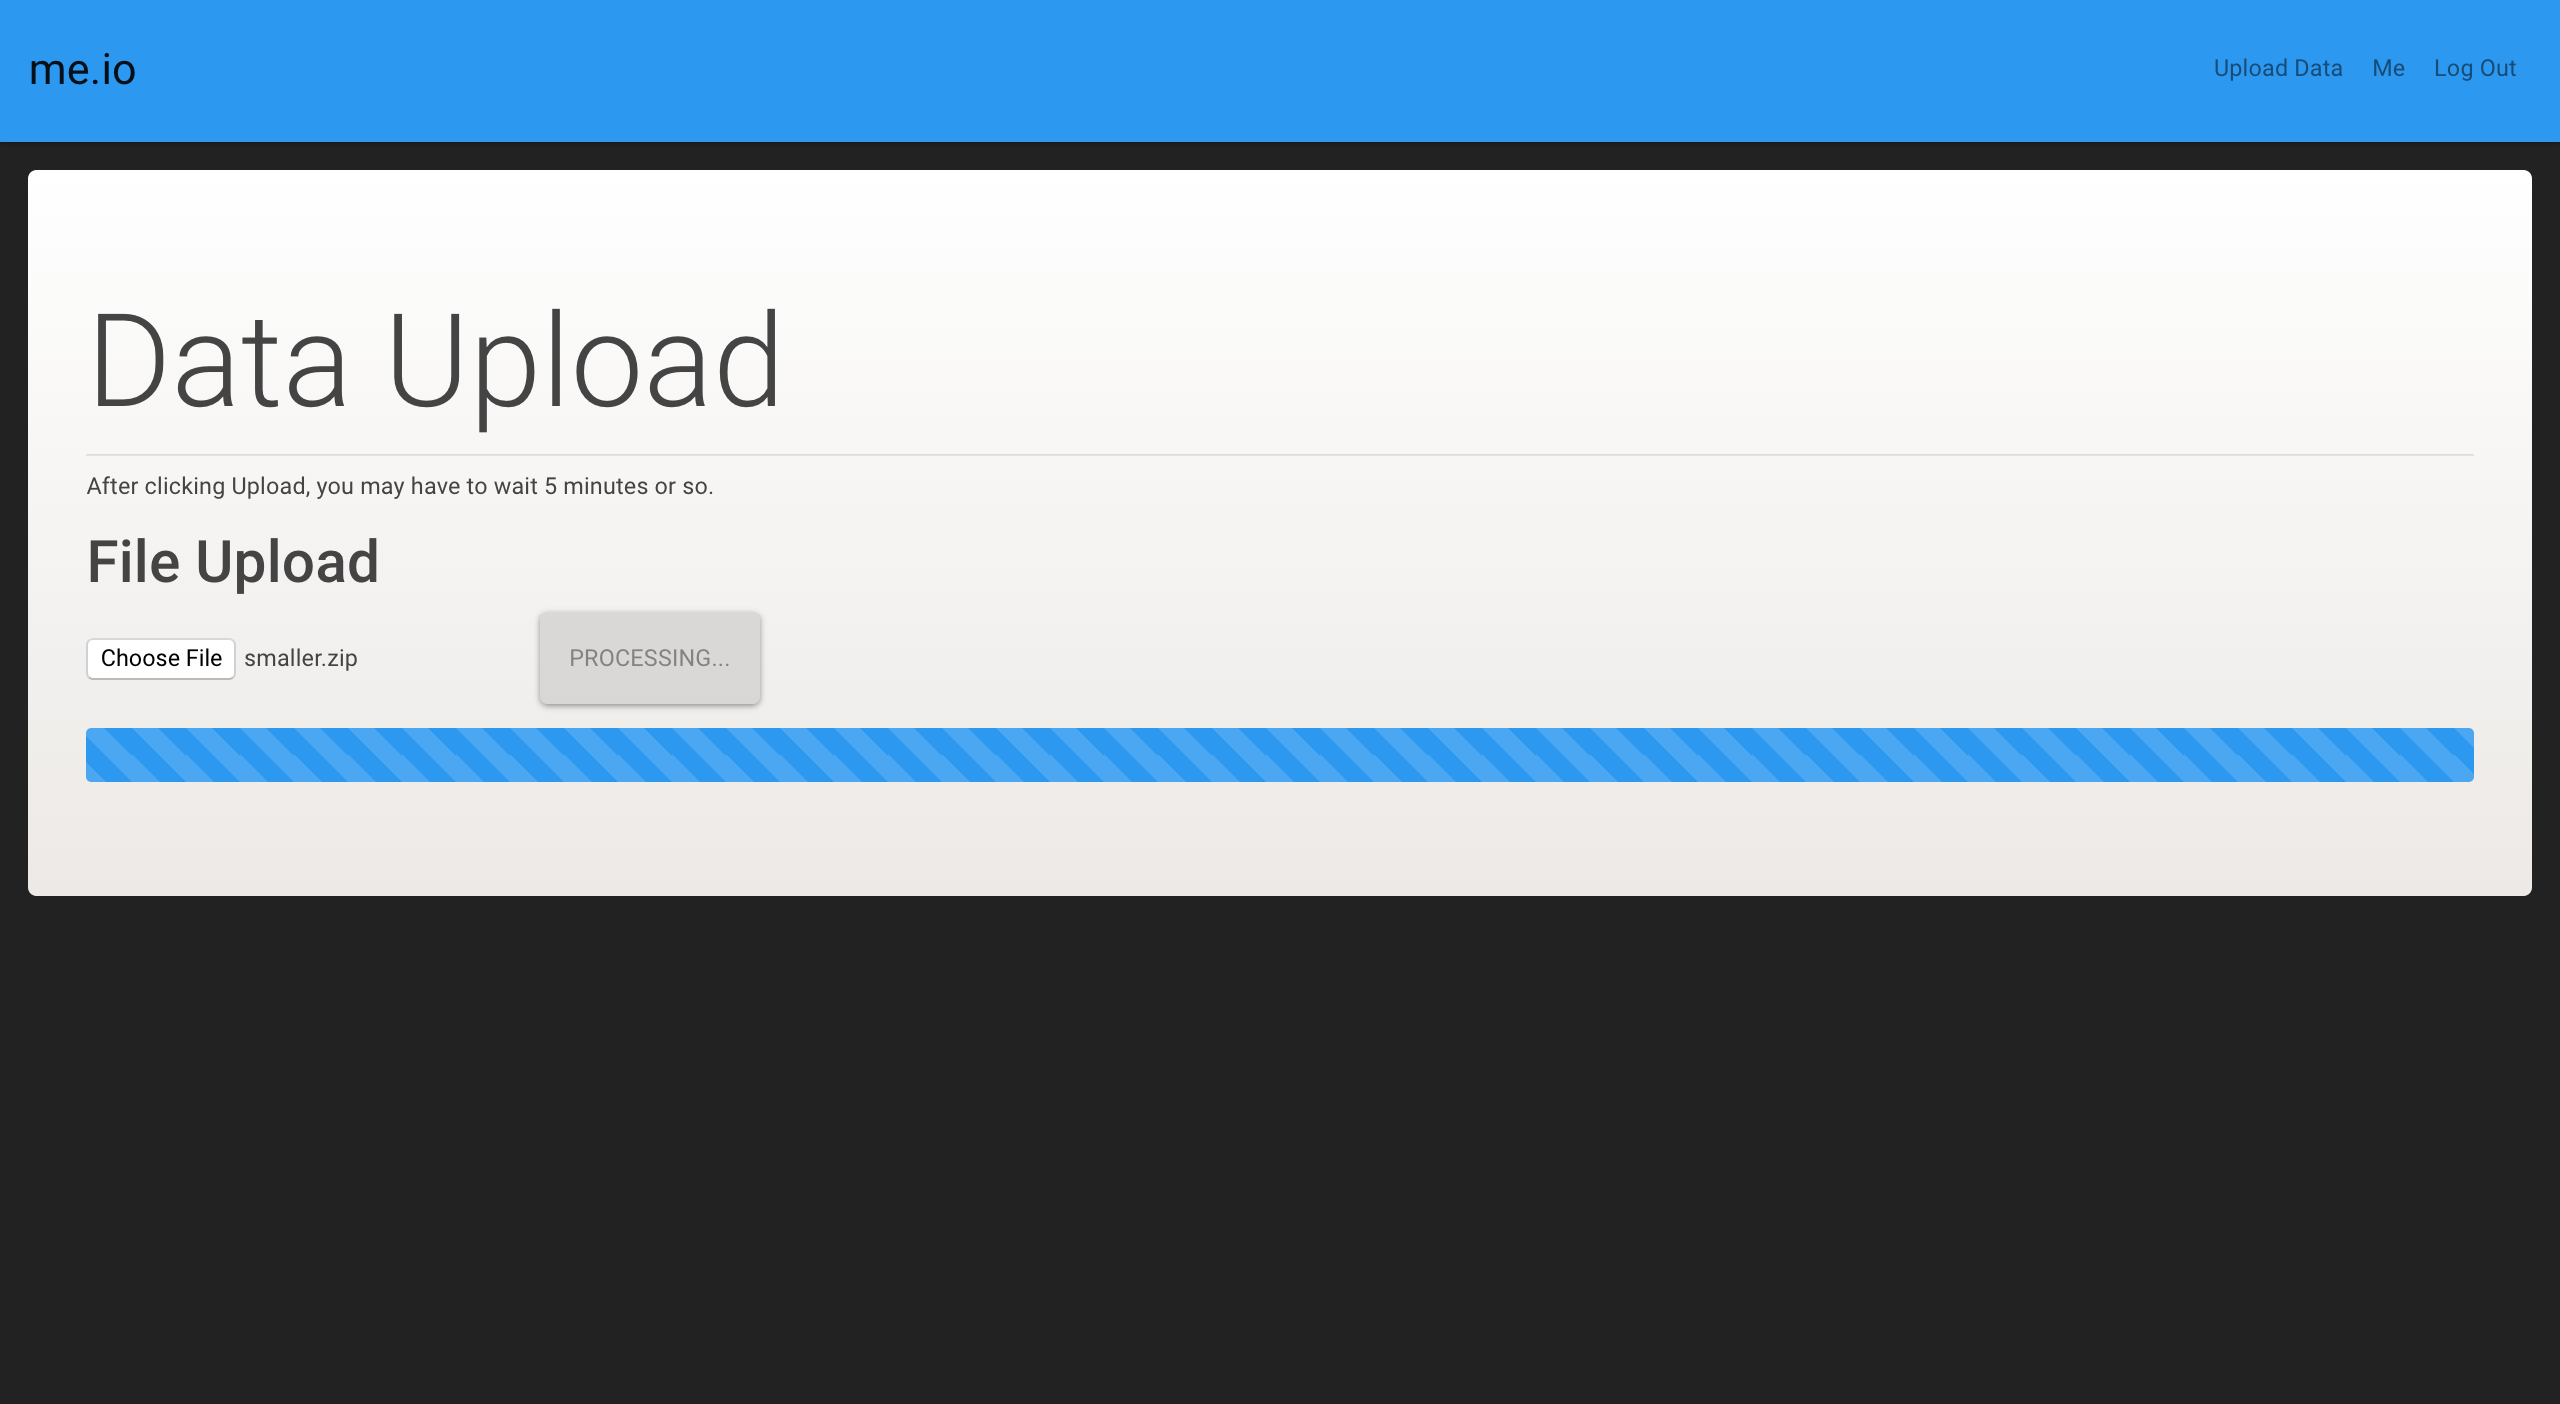 me.io
Upload Data Me Log Out
Data Upload
After clicking Upload, you may have to wait 5 minutes or so.
File Upload
Choose File smaller.zip
PROCESSING...